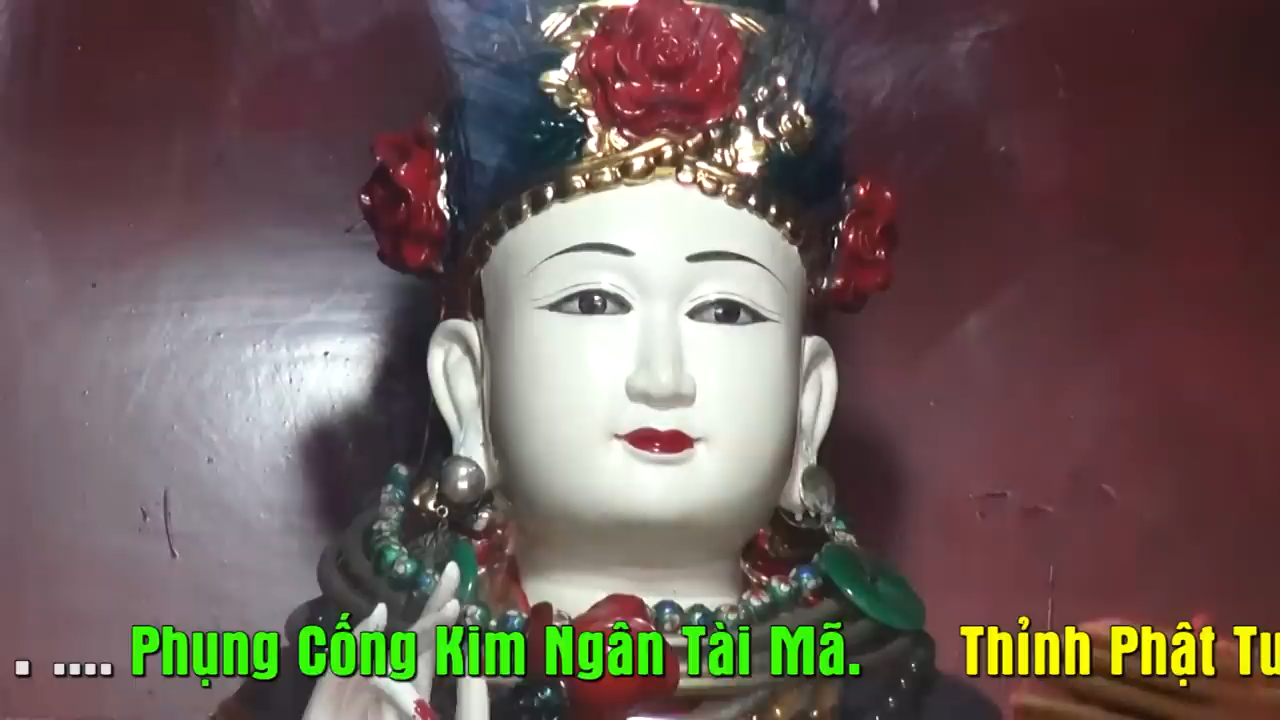 . .... Phụng Cống Kim Ngân Tài Mã. Thỉnh Phật